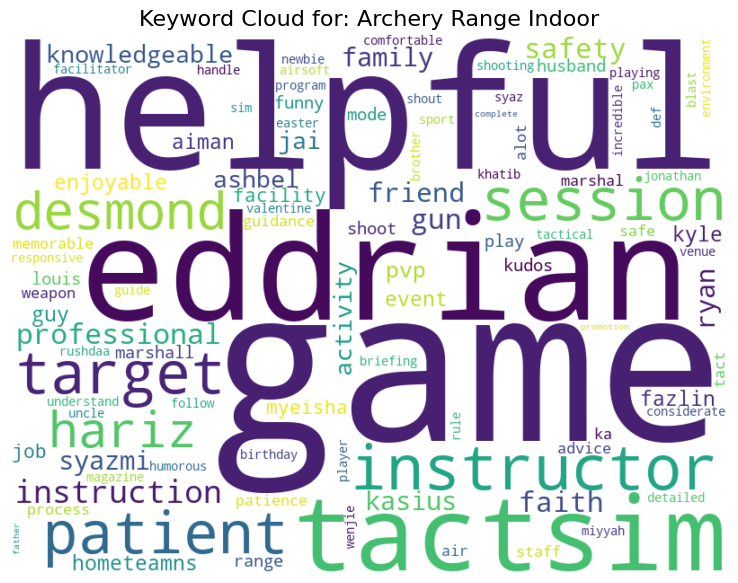 Keyword Cloud for: Archery Range Indoor
helpful
knowledgeable
facilitator
handle
newbie
airsoft
program
comfortable
family
safety
shooting
husband
playing
environment
blast
pax
incredible
def
funny
easter
sim
mode
shout
sport
syaz
complete
aiman
jai
brother
alot
enjoyable
ashbel
facility
valentine
guidance
friend
khatib
marshal
jonathan
session
desmond
gun
shoot
play
tactical
safe
kyle
venue
memorable
responsive
louis
weapon
guide
eddrian
pvp
event
kudos
ryan
guy
professional
activity
game
promotion
rushdaa
marshall
briefing
tact
target
understand
uncle
follow
myeisha
fazlin
considerate
hariz
rule
ka
advice
job
syazmi
humorous
birthday
player
instructor
magazine
instruction
process
patience
kasius
faith
detailed
father
patient
wenjie
tactsim
miyyah
hometeamns
range
air
staff